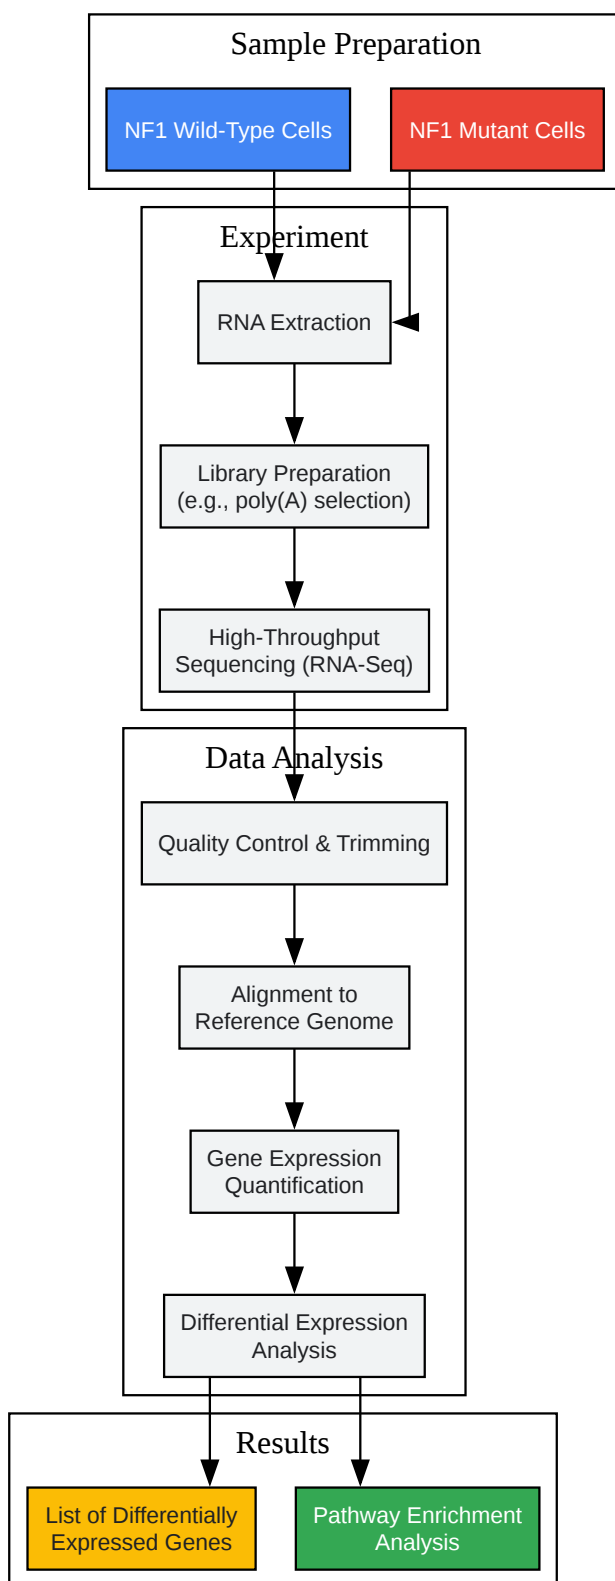 Sample Preparation
NF1 Wild-Type Cells
NF1 Mutant Cells
Experiment
RNA Extraction
Library Preparation
(e.g., poly(A) selection)
High-Throughput
Sequencing (RNA-Seq)
Data Analysis
Quality Control & Trimming
Alignment to
Reference Genome
Gene Expression
Quantification
Differential Expression
Analysis
Results
List of Differentially
Expressed Genes
Pathway Enrichment
Analysis